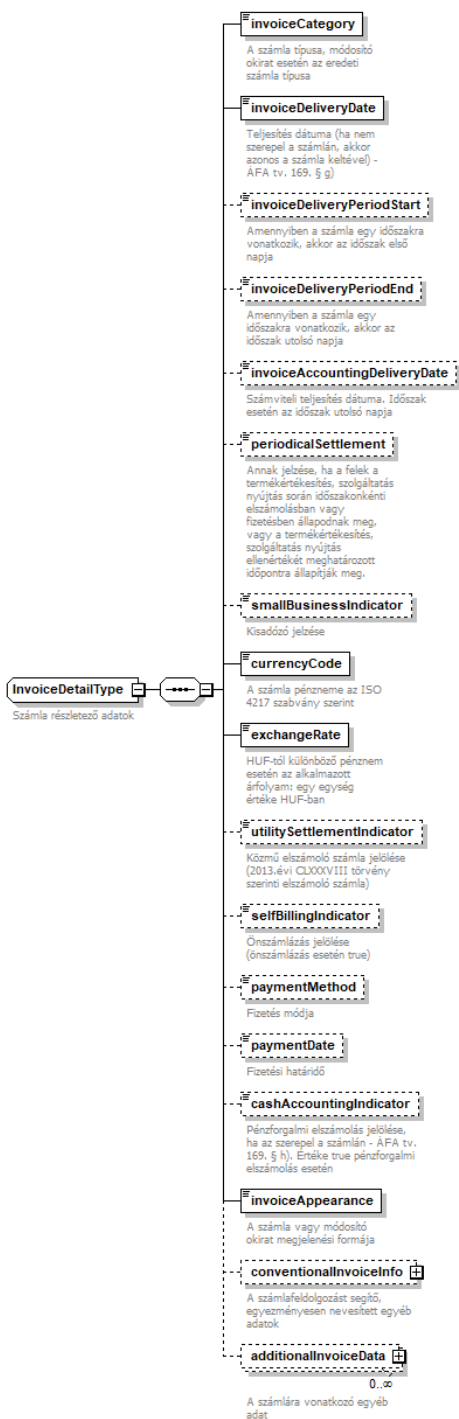 invoiceCategory
A számla típusa, módosító
okirat esetén az eredeti
számla típusa
invoiceDeliveryDate
Teljesítés dátuma (ha nem
szerepel a számlán, akkor
azonos a számla keltével) -
ÁFA tv. 169. § g)
invoiceDeliveryPeriodStart
Amennyiben a számla egy időszakra
vonatkozik, akkor az időszak első
napja
invoiceDeliveryPeriodEnd
Amennyiben a számla egy
időszakra vonatkozik, akkor az
időszak utolsó napja
invoiceAccountingDeliveryDate
Számviteli teljesítés dátuma. Időszak
esetén az időszak utolsó napja
periodicalSettlement
Annak jelzése, ha a felek a
termékértékesítés, szolgáltatás
nyújtás során időszakonkénti
elszámolásban vagy
fizetésben állapodnak meg,
vagy a termékértékesítés,
szolgáltatás nyújtás
ellenértékét meghatározott
időpontra állapítják meg.
smallBusinessIndicator
Kisadózó jelzése
currencyCode
A számla pénzneme az ISO
4217 szabvány szerint
InvoiceDetailType
Számla részletező adatok
exchangeRate
HUF-tól különböző pénznem
esetén az alkalmazott
árfolyam: egy egység
értéke HUF-ban
utilitySettlementIndicator
Közmű elszámoló számla jelölése
(2013.évi CLXXXVIII törvény
szerinti elszámoló számla)
selfBillingIndicator
Önszámlázás jelölése
(önszámlázás esetén true)
paymentMethod
Fizetés módja
paymentDate
Fizetési határidő
cashAccountingIndicator
Pénzforgalmi elszámolás jelölése,
ha az szerepel a számlán - ÁFA tv.
169. § h). Értéke true pénzforgalmi
elszámolás esetén
invoiceAppearance
A számla vagy módosító
okirat megjelenési formája
conventionalInvoiceInfo
A számlafeldolgozást segítő,
egyezményesen nevesített egyéb
adatok
additionalInvoiceData
0..∞
A számlára vonatkozó egyéb
adat